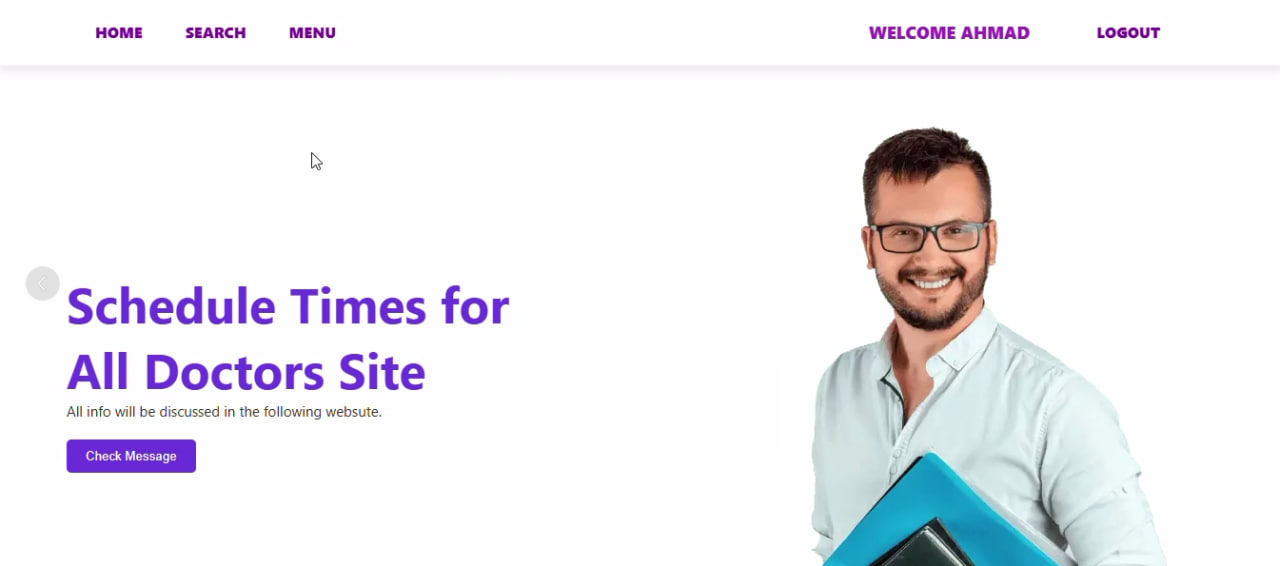 HOME SEARCH MENU WELCOME AHMAD LOGOUT
Schedule Times for
All Doctors Site
All info will be discussed in the following websute.
Check Message